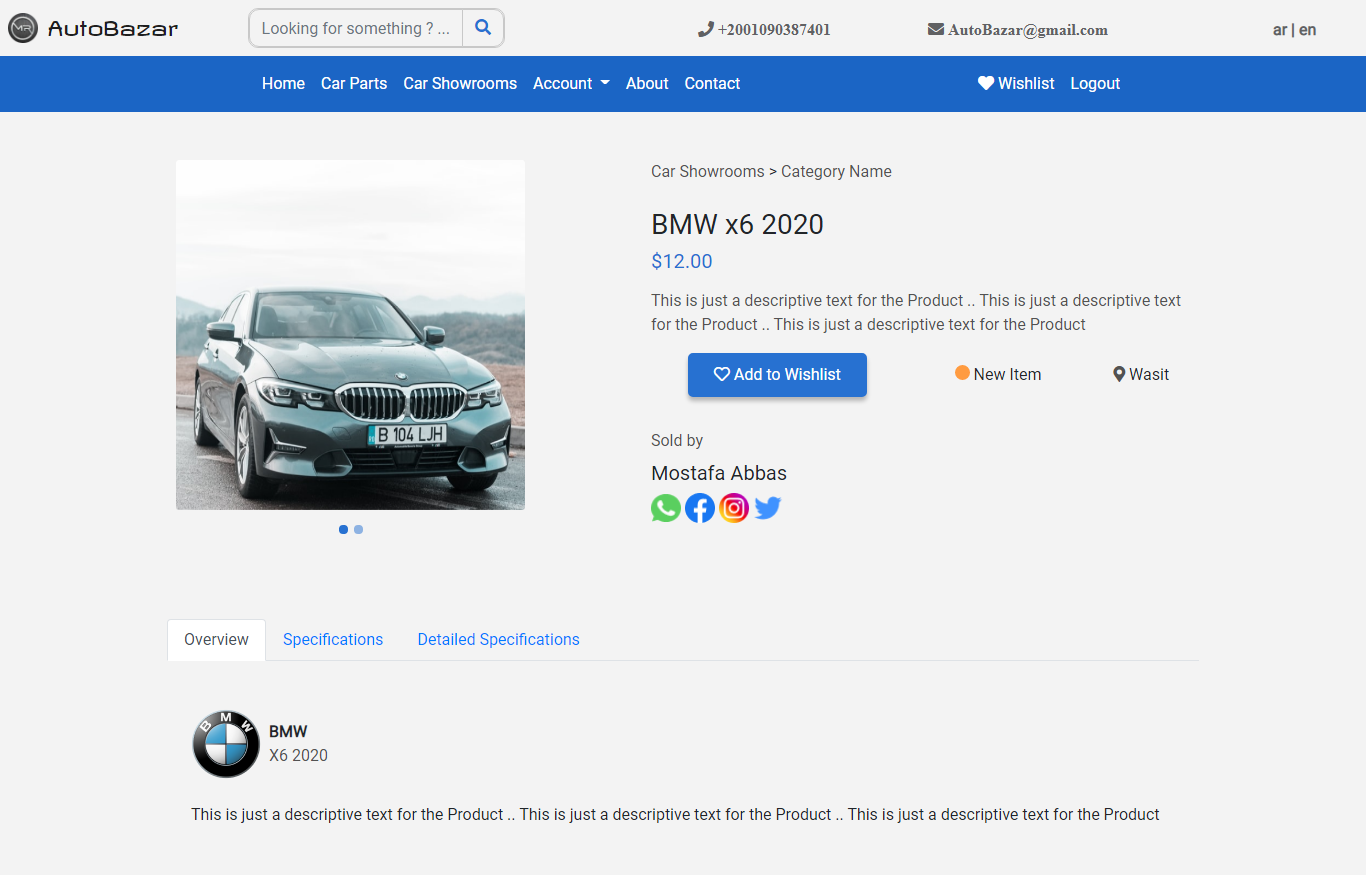 MR AutoBazar
Looking for something ? ...
+2001090387401
AutoBazar@gmail.com
ar | en
Home Car Parts Car Showrooms Account About Contact
Wishlist Logout
Car Showrooms > Category Name
BMW x6 2020
$12.00
This is just a descriptive text for the Product .. This is just a descriptive text
for the Product .. This is just a descriptive text for the Product
Add to Wishlist
New Item
Wasit
B 104 LJH
Sold by
Mostafa Abbas
Overview Specifications Detailed Specifications
BMW
BMW
X6 2020
This is just a descriptive text for the Product .. This is just a descriptive text for the Product .. This is just a descriptive text for the Product